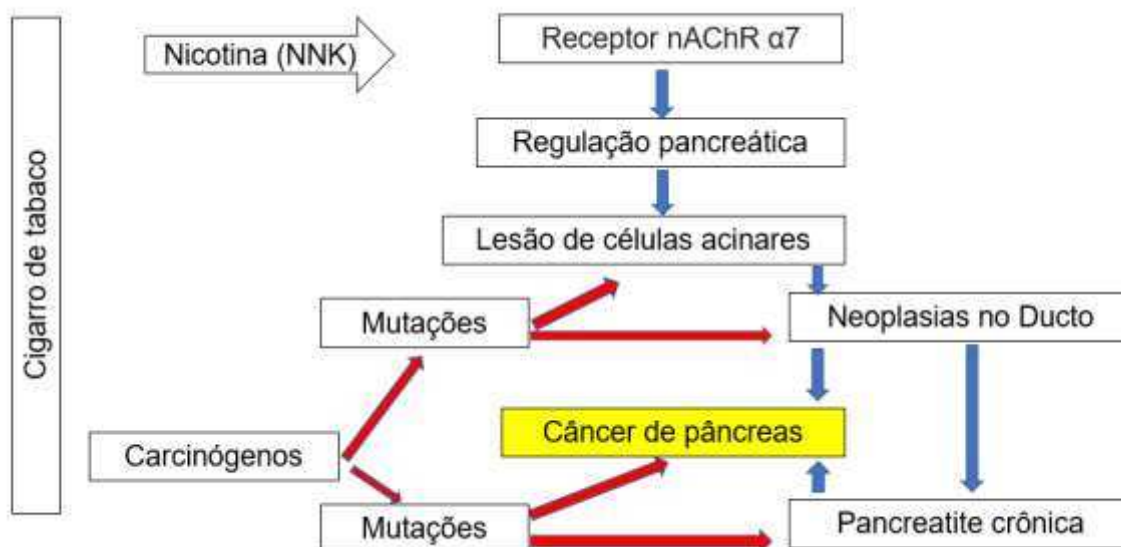 Cigarro de tabaco
Nicotina (NNK)
Receptor nAChR α7
Regulação pancreática
Lesão de células acinares
Mutações
Neoplasias no Ducto
Câncer de pâncreas
Carcinógenos
Mutações
Pancreatite crônica